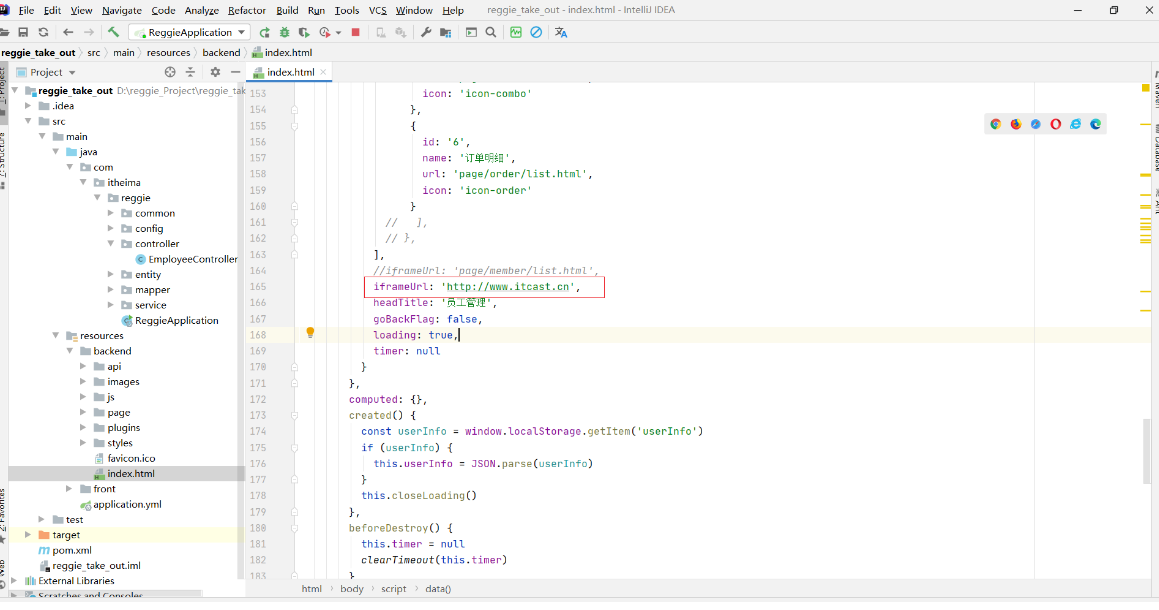 File Edit View Navigate Code Analyze Refactor Build Run Tools VCS Window Help reggie_take_out - index.html - IntelliJ IDEA
ReggieApplication
reggie_take_out src main resources backend index.html
Project
index.html
reggie_take_out D:\reggie_Project\reggie_tak
.idea
src
main
java
com
itheima
reggie
common
config
controller
EmployeeController
entity
mapper
service
ReggieApplication
resources
backend
api
images
js
page
plugins
styles
favicon.ico
index.html
front
application.yml
test
target
pom.xml
reggie_take_out.iml
External Libraries
Scratches and Consoles
153 icon: 'icon-combo'
154 },
155 {
156 id: '6',
157 name: '订单明细',
158 url: 'page/order/list.html',
159 icon: 'icon-order'
160 }
161 // ],
162 // },
163 ],
164 //iframeUrl: 'page/member/list.html',
165 iframeUrl: 'http://www.itcast.cn',
166 headTitle: '员工管理',
167 goBackFlag: false,
168 loading: true,
169 timer: null
170 }
171 },
172 computed: {},
173 created() {
174 const userInfo = window.localStorage.getItem('userInfo')
175 if (userInfo) {
176 this.userInfo = JSON.parse(userInfo)
177 }
178 this.closeLoading()
179 },
180 beforeDestroy() {
181 this.timer = null
182 clearTimeout(this.timer)
183 }
html body script data()